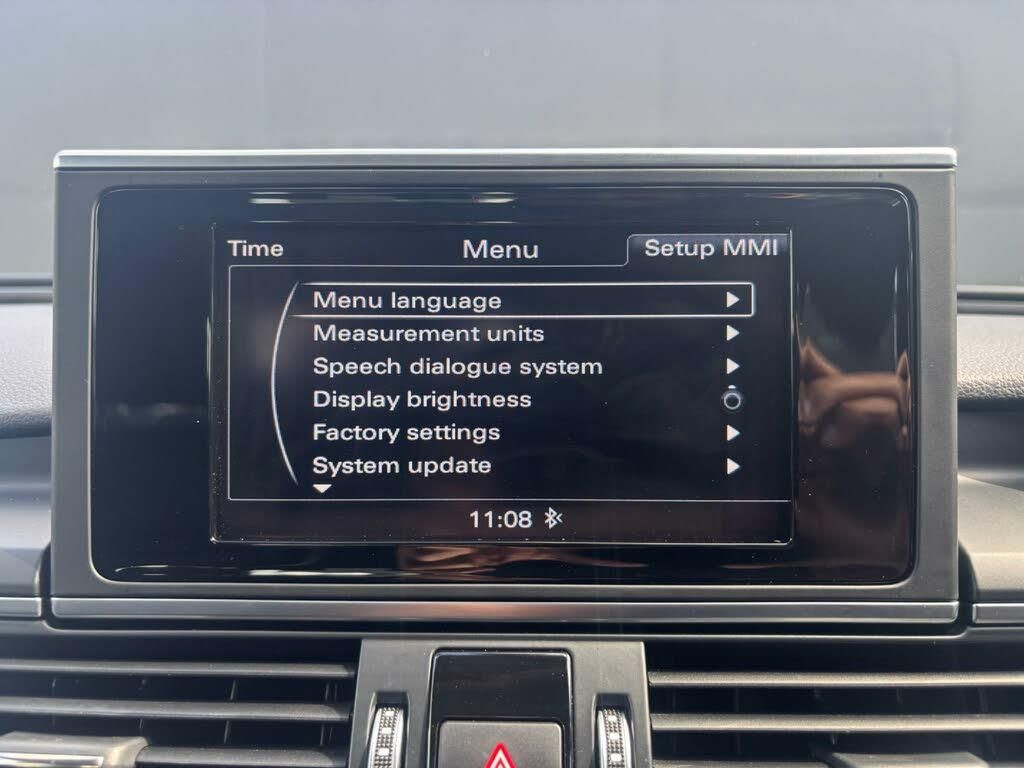 Time Menu Setup MMI
Menu language
Measurement units
Speech dialogue system
Display brightness
Factory settings
System update
11:08